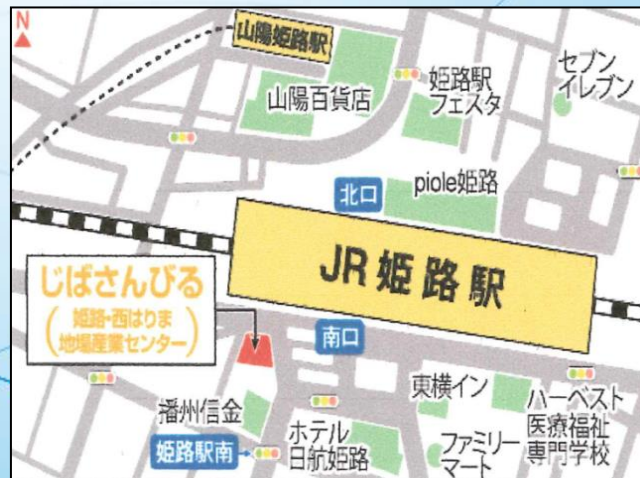 N
山陽姫路駅
山陽百貨店
姫路駅
フェスタ
セブン
イレブン
北口
piole姫路
JR 姫路駅
じばさんびる
(姫路・西はりま
地場産業センター)
南口
東横イン
ハーベスト
医療福祉
専門学校
播州信金
姫路駅南
ホテル
日航姫路
ファミリー
マート